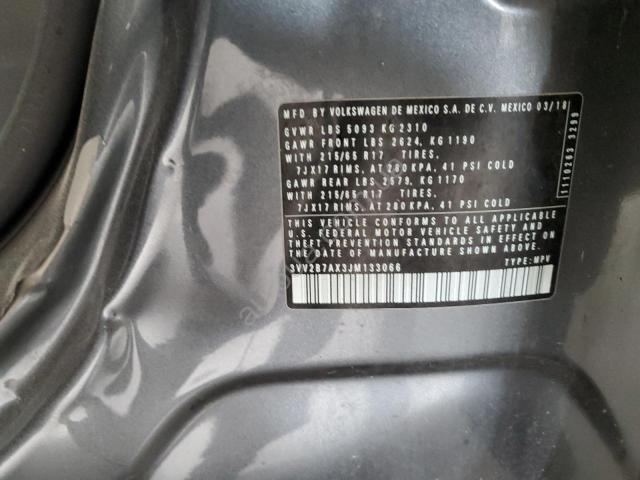 MFD BY VOLKSWAGEN DE MEXICO S.A. DE C.V. MEXICO 03/18
GVWR LBS 5093 KG 2310
GAWR FRONT LBS 2624, KG 1190
WITH 215/65 R17 TIRES,
7JX17 RIMS, AT 280 KPA, 41 PSI COLD
GAWR REAR LBS 2579, KG 1170
WITH 215/65 R17 TIRES,
7JX17 RIMS, AT 280 KPA, 41 PSI COLD
THIS VEHICLE CONFORMS TO ALL APPLICABLE
U.S. FEDERAL MOTOR VEHICLE SAFETY AND
THEFT PREVENTION STANDARDS IN EFFECT
ON DATE OF MANUFACTURE SHOWN ABOVE.
3VV2B7AX3JM133066 TYPE: MPV